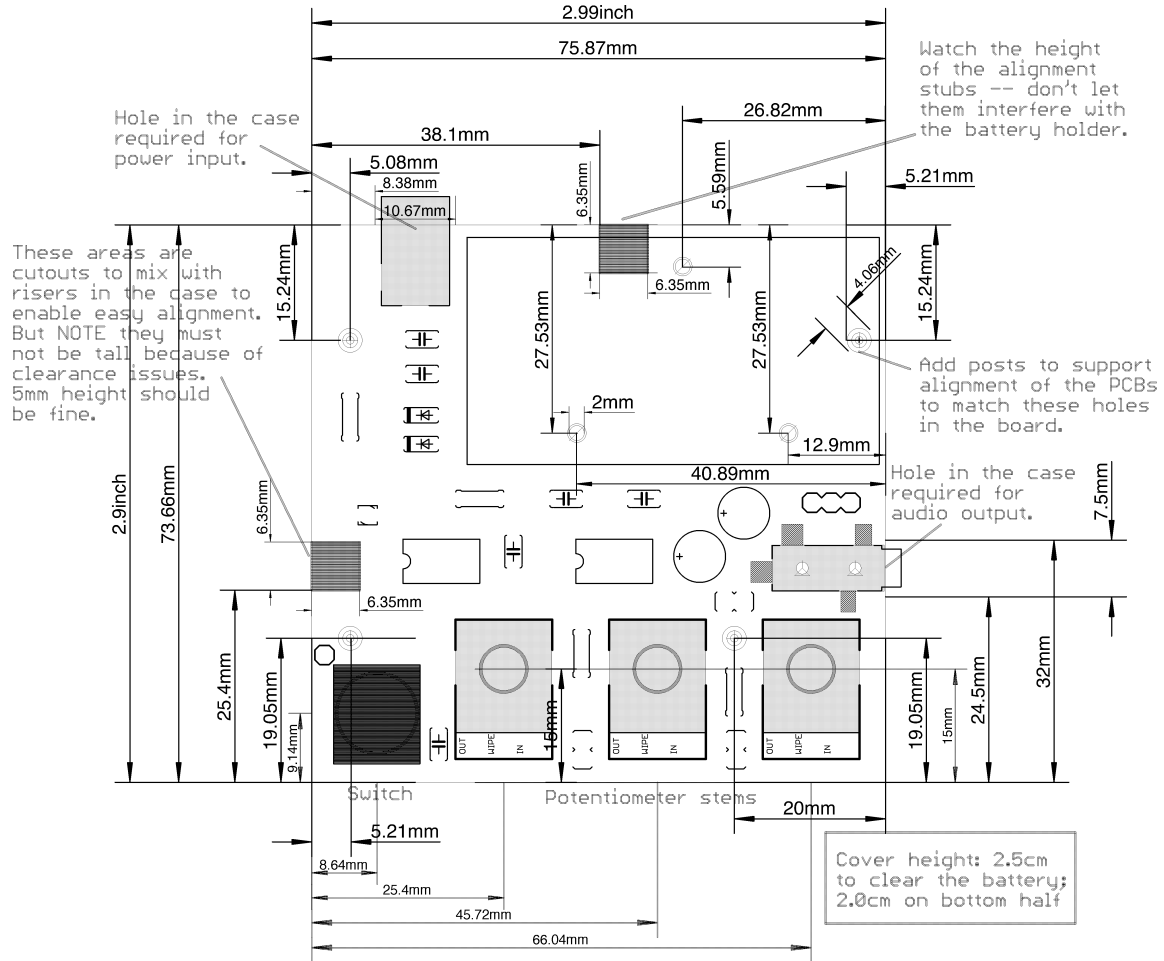 2.99inch
75.87mm
Watch the height
of the alignment
stubs -- don't let
them interfere with
the battery holder.
26.82mm
Hole in the case
required for
power input.
38.1mm
5.08mm
8.38mm
10.67mm
6.35mm
5.59mm
5.21mm
These areas are
cutouts to mix with
risers in the case to
enable easy alignment.
But NOTE they must
not be tall because of
clearance issues.
5mm height should
be fine.
15.24mm
6.35mm
4.06mm
15.24mm
27.53mm
27.53mm
Add posts to support
alignment of the PCBs
to match these holes
in the board.
2mm
12.9mm
40.89mm
Hole in the case
required for
audio output.
2.9inch
73.66mm
6.35mm
7.5mm
+
+
6.35mm
25.4mm
19.05mm
9.14mm
15mm
19.05mm
15mm
24.5mm
32mm
OUT
WIPE
IN
OUT
WIPE
IN
OUT
WIPE
IN
Switch
Potentiometer stems
20mm
5.21mm
8.64mm
25.4mm
45.72mm
66.04mm
Cover height: 2.5cm
to clear the battery;
2.0cm on bottom half